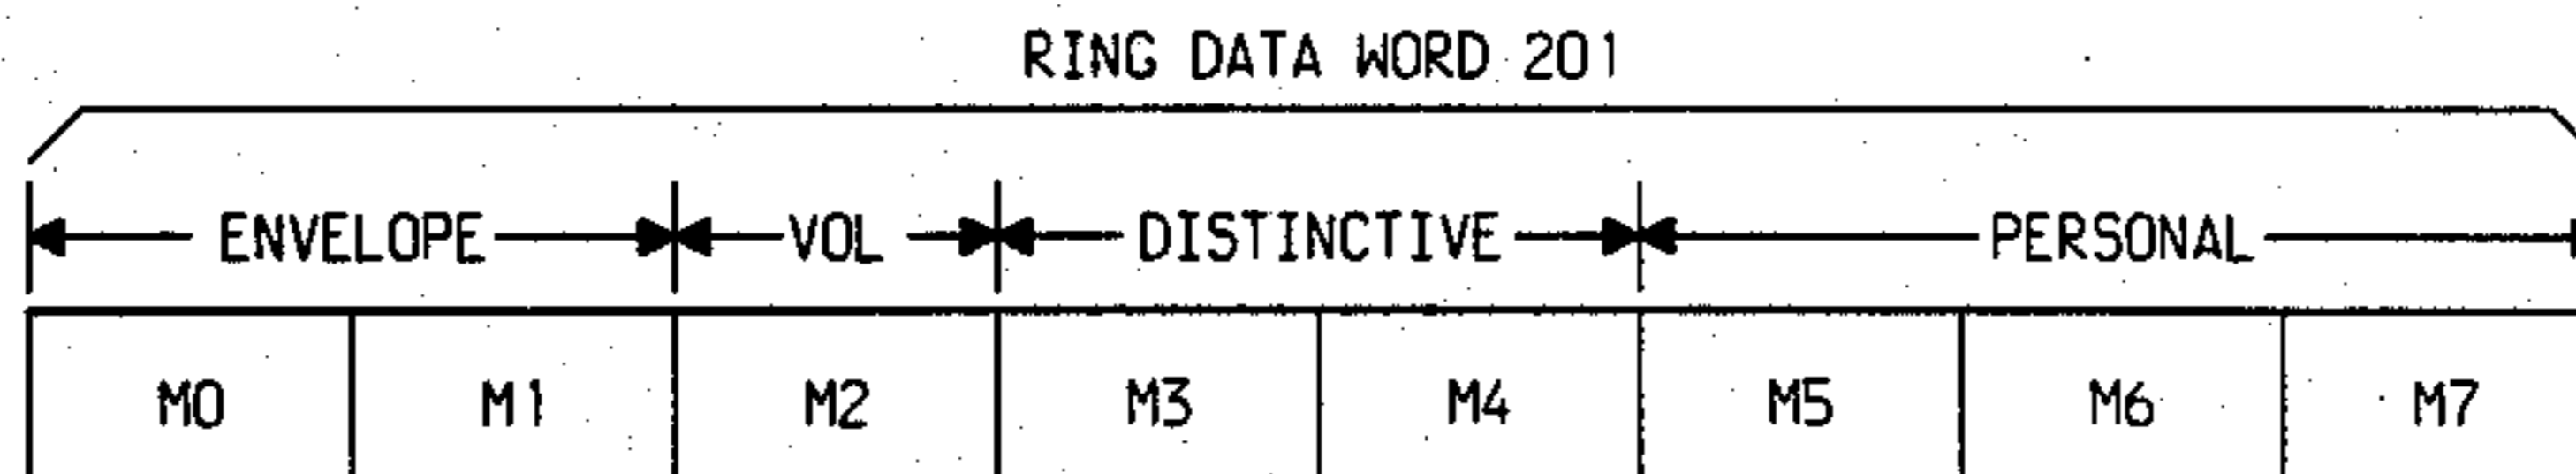 RING DATA WORD 201
ENVELOPE VOL DISTINCTIVE PERSONAL
M0 M1 M2 M3 M4 M5 M6 M7